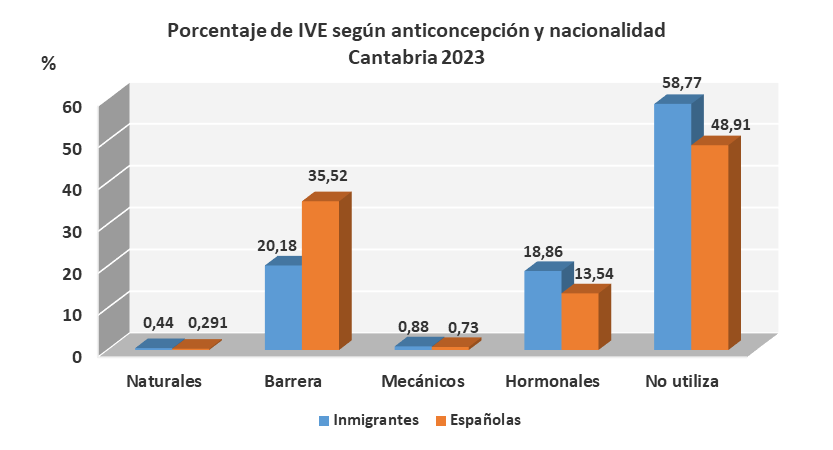 Porcentaje de IVE según anticoncepción y nacionalidad
Cantabria 2023
%
60
50
40
30
20
10
0
0,44
0,291
20,18
35,52
0,88
0,73
18,86
13,54
58,77
48,91
Naturales
Barrera
Mecánicos
Hormonales
No utiliza
Inmigrantes
Españolas